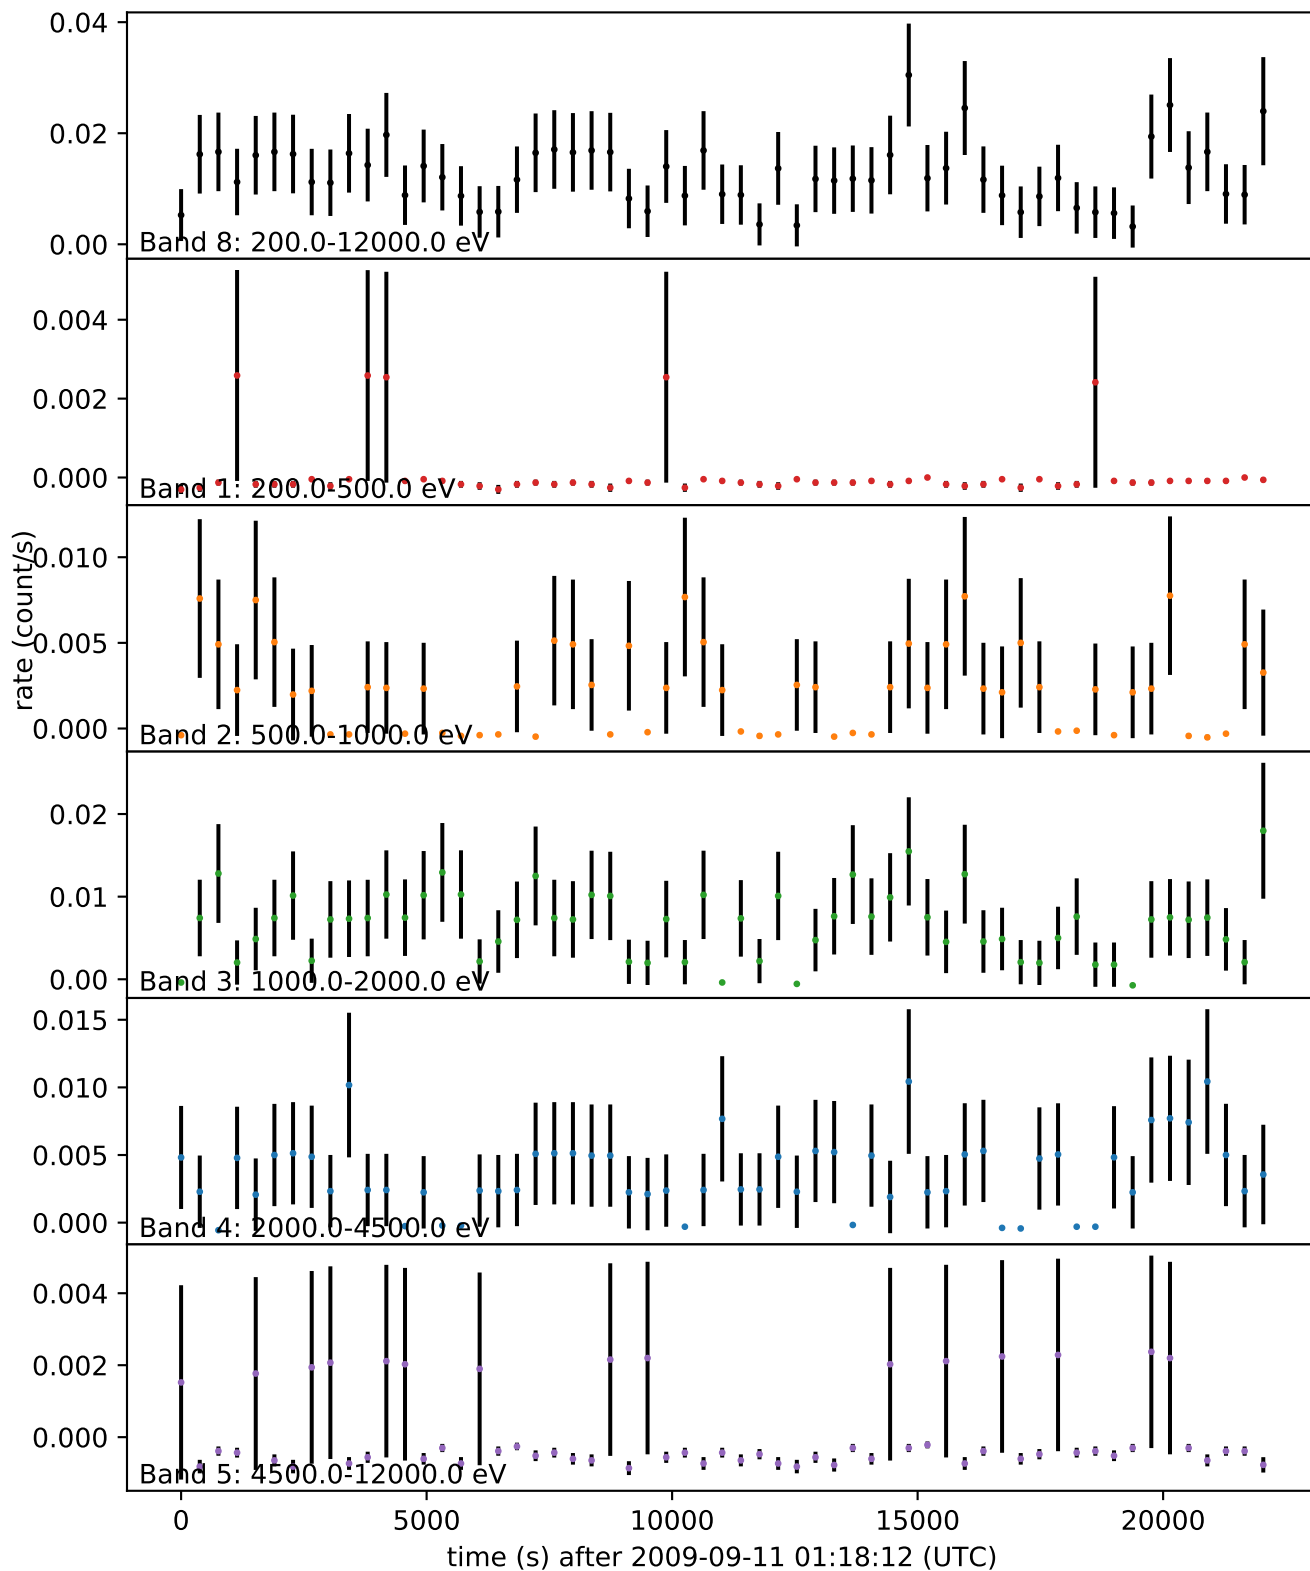 0.04
0.02
0.00
Band 8: 200.0-12000.0 eV
0.004
0.002
0.000
Band 1: 200.0-500.0 eV
rate (count/s)
0.010
0.005
0.000
Band 2: 500.0-1000.0 eV
0.02
0.01
0.00
Band 3: 1000.0-2000.0 eV
0.015
0.010
0.005
0.000
Band 4: 2000.0-4500.0 eV
0.004
0.002
0.000
Band 5: 4500.0-12000.0 eV
0 5000 10000 15000 20000
time (s) after 2009-09-11 01:18:12 (UTC)